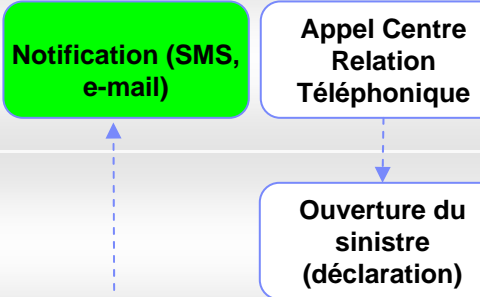 Notification (SMS,
e-mail)
Appel Centre
Relation
Téléphonique
Ouverture du
sinistre
(déclaration)